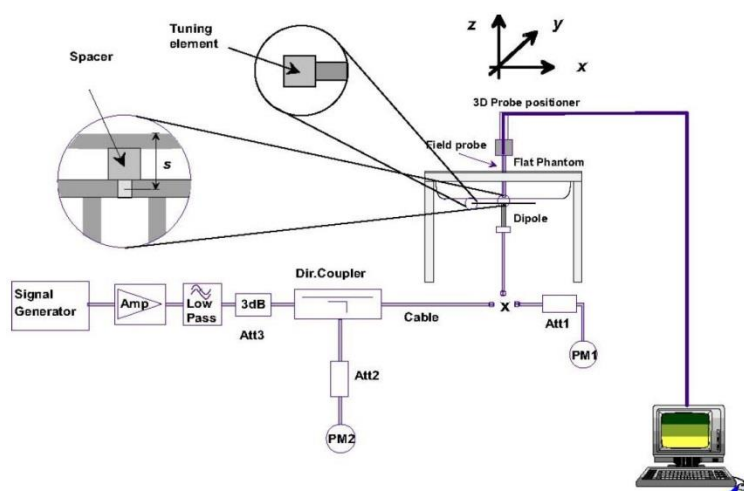 Tuning
element
z
y
x
Spacer
s
3D Probe positioner
Field probe
Flat Phantom
Dipole
Signal
Generator
Amp
Low
Pass
3dB
Att3
Dir.Coupler
Cable
x
Att1
PM1
Att2
PM2